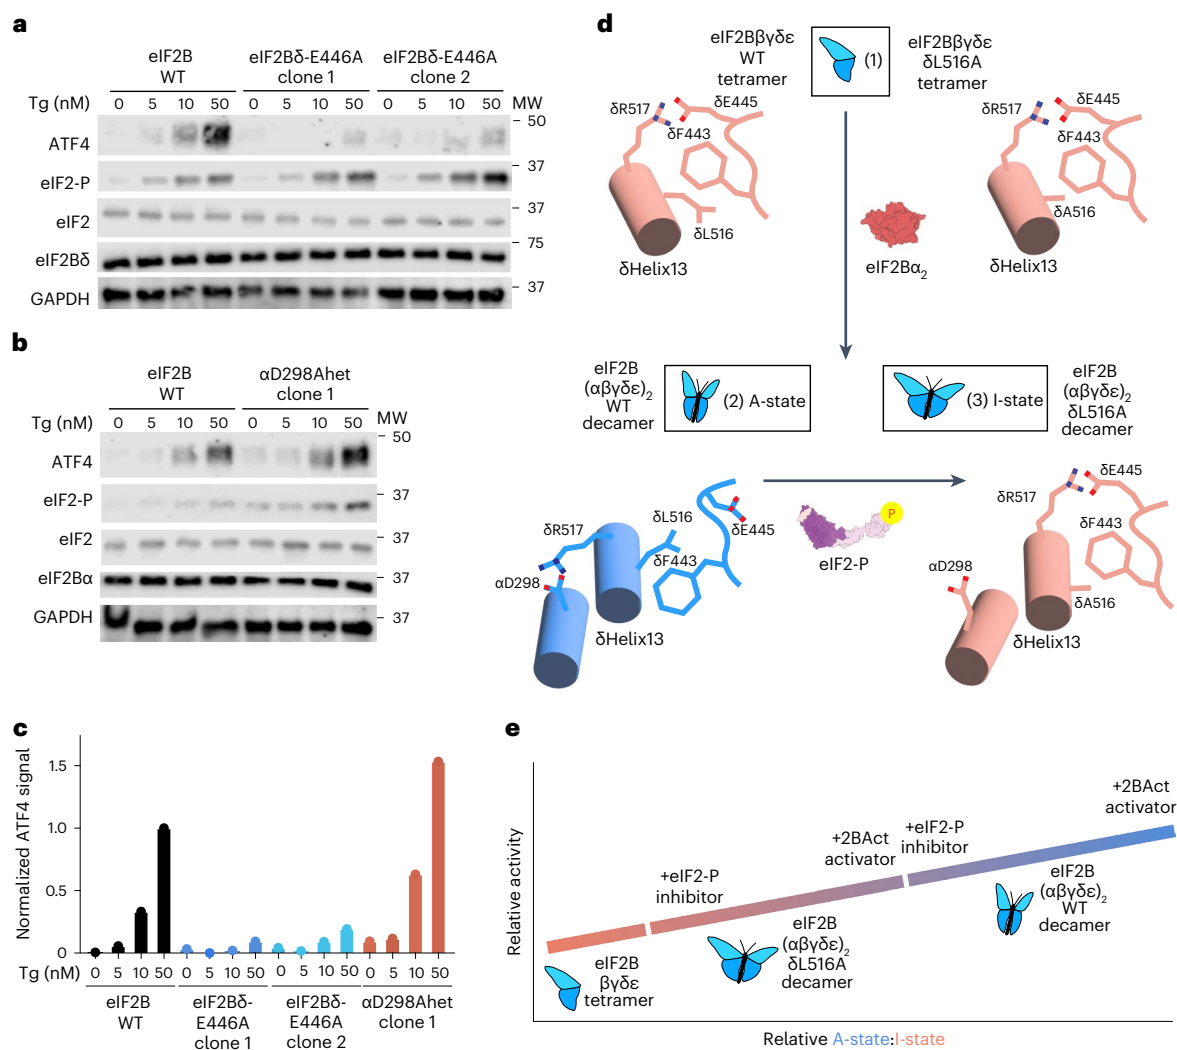 a
eIF2B WT
eIF2Bδ-E446A clone 1
eIF2Bδ-E446A clone 2
Tg (nM) 0 5 10 50 0 5 10 50 0 5 10 50 MW
50
ATF4
37
eIF2-P
37
eIF2
75
eIF2Bδ
37
GAPDH
b
eIF2B WT
αD298Ahet clone 1
Tg (nM) 0 5 10 50 0 5 10 50 MW
50
ATF4
37
eIF2-P
37
eIF2
37
eIF2Bα
37
GAPDH
c
Normalized ATF4 signal
1.5
1.0
0.5
0
Tg (nM) 0 5 10 50 0 5 10 50 0 5 10 50 0 5 10 50
eIF2B
WT
eIF2Bδ-
E446A
clone 1
eIF2Bδ-
E446A
clone 2
αD298Ahet
clone 1
d
eIF2Bβγδε
WT
tetramer
(1)
eIF2Bβγδε
δL516A
tetramer
δR517
δE445
δF443
δL516
δHelix13
δR517
δE445
δF443
δA516
δHelix13
eIF2Bα2
eIF2B
(αβγδε)2
WT
decamer
(2) A-state
(3) I-state
eIF2B
(αβγδε)2
δL516A
decamer
δR517
δL516
δE445
δF443
αD298
δHelix13
P
eIF2-P
δR517
δE445
δF443
αD298
δA516
δHelix13
e
Relative activity
+eIF2-P
inhibitor
+2BAct
activator
+eIF2-P
inhibitor
+2BAct
activator
eIF2B
βγδε
tetramer
eIF2B
(αβγδε)2
δL516A
decamer
eIF2B
(αβγδε)2
WT
decamer
Relative A-state:I-state